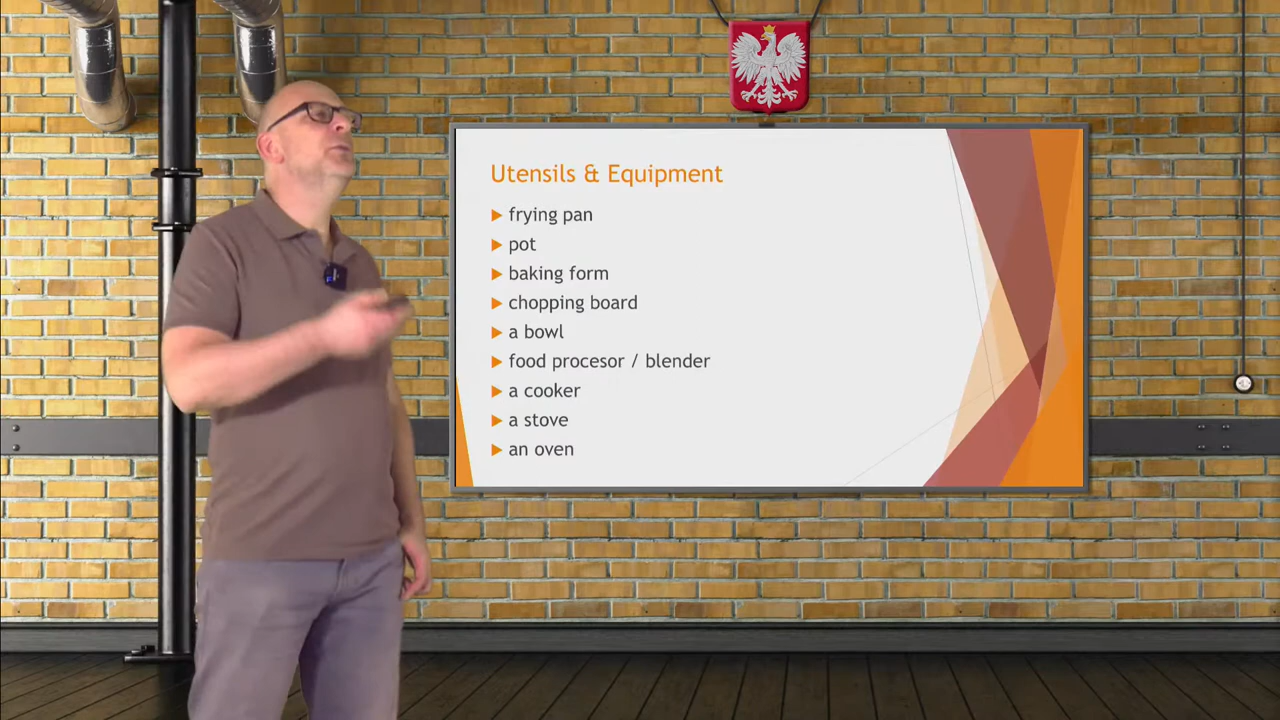 Utensils & Equipment
frying pan
pot
baking form
chopping board
a bowl
food procesor / blender
a cooker
a stove
an oven